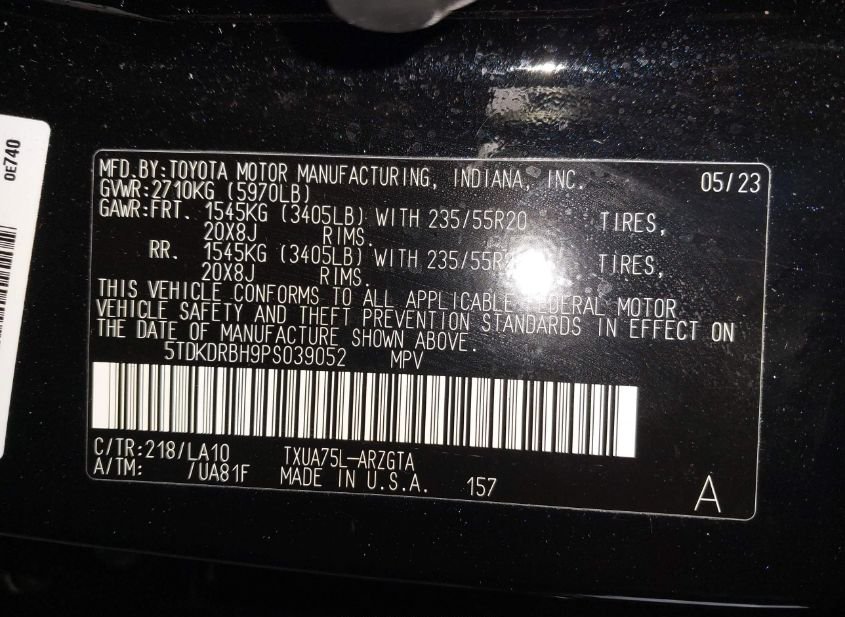 0E740
MFD.BY:TOYOTA MOTOR MANUFACTURING, INDIANA, INC. 05/23
GVWR:2710KG (5970LB)
GAWR:FRT. 1545KG (3405LB) WITH 235/55R20 TIRES,
20X8J RIMS.
RR. 1545KG (3405LB) WITH 235/55R TIRES,
20X8J RIMS.
THIS VEHICLE CONFORMS TO ALL APPLICABLE FEDERAL MOTOR
VEHICLE SAFETY AND THEFT PREVENTION STANDARDS IN EFFECT ON
THE DATE OF MANUFACTURE SHOWN ABOVE.
5TDKDRBH9PS039052 MPV
C/TR:218/LA10 TXUA75L-ARZGTA
A/TM: /UA81F MADE IN U.S.A. 157
A